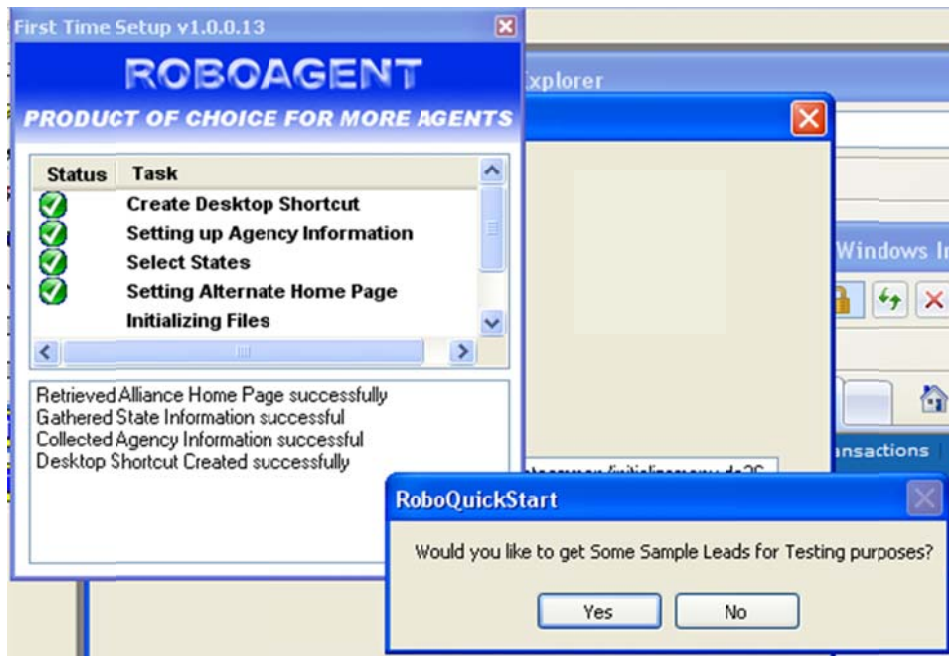 First Time Setup v1.0.0.13
ROBOAGENT
PRODUCT OF CHOICE FOR MORE AGENTS
Status Task
Create Desktop Shortcut
Setting up Agency Information
Select States
Setting Alternate Home Page
Initializing Files
Retrieved Alliance Home Page successfully
Gathered State Information successful
Collected Agency Information successful
Desktop Shortcut Created successfully
Explorer
Windows In
ansactions
RoboQuickStart
Would you like to get Some Sample Leads for Testing purposes?
Yes No